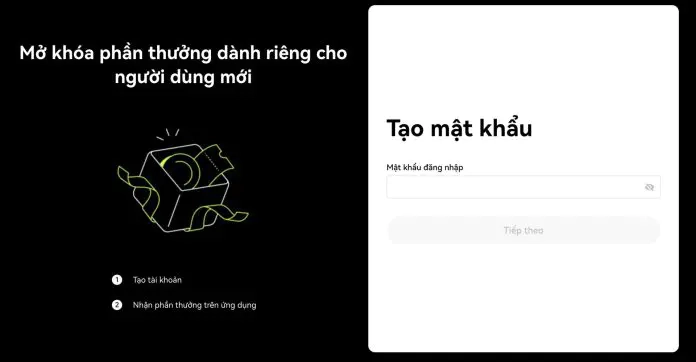 Mở khóa phần thưởng dành riêng cho
người dùng mới
1 Tạo tài khoản
2 Nhận phần thưởng trên ứng dụng
Tạo mật khẩu
Mật khẩu đăng nhập
Tiếp theo